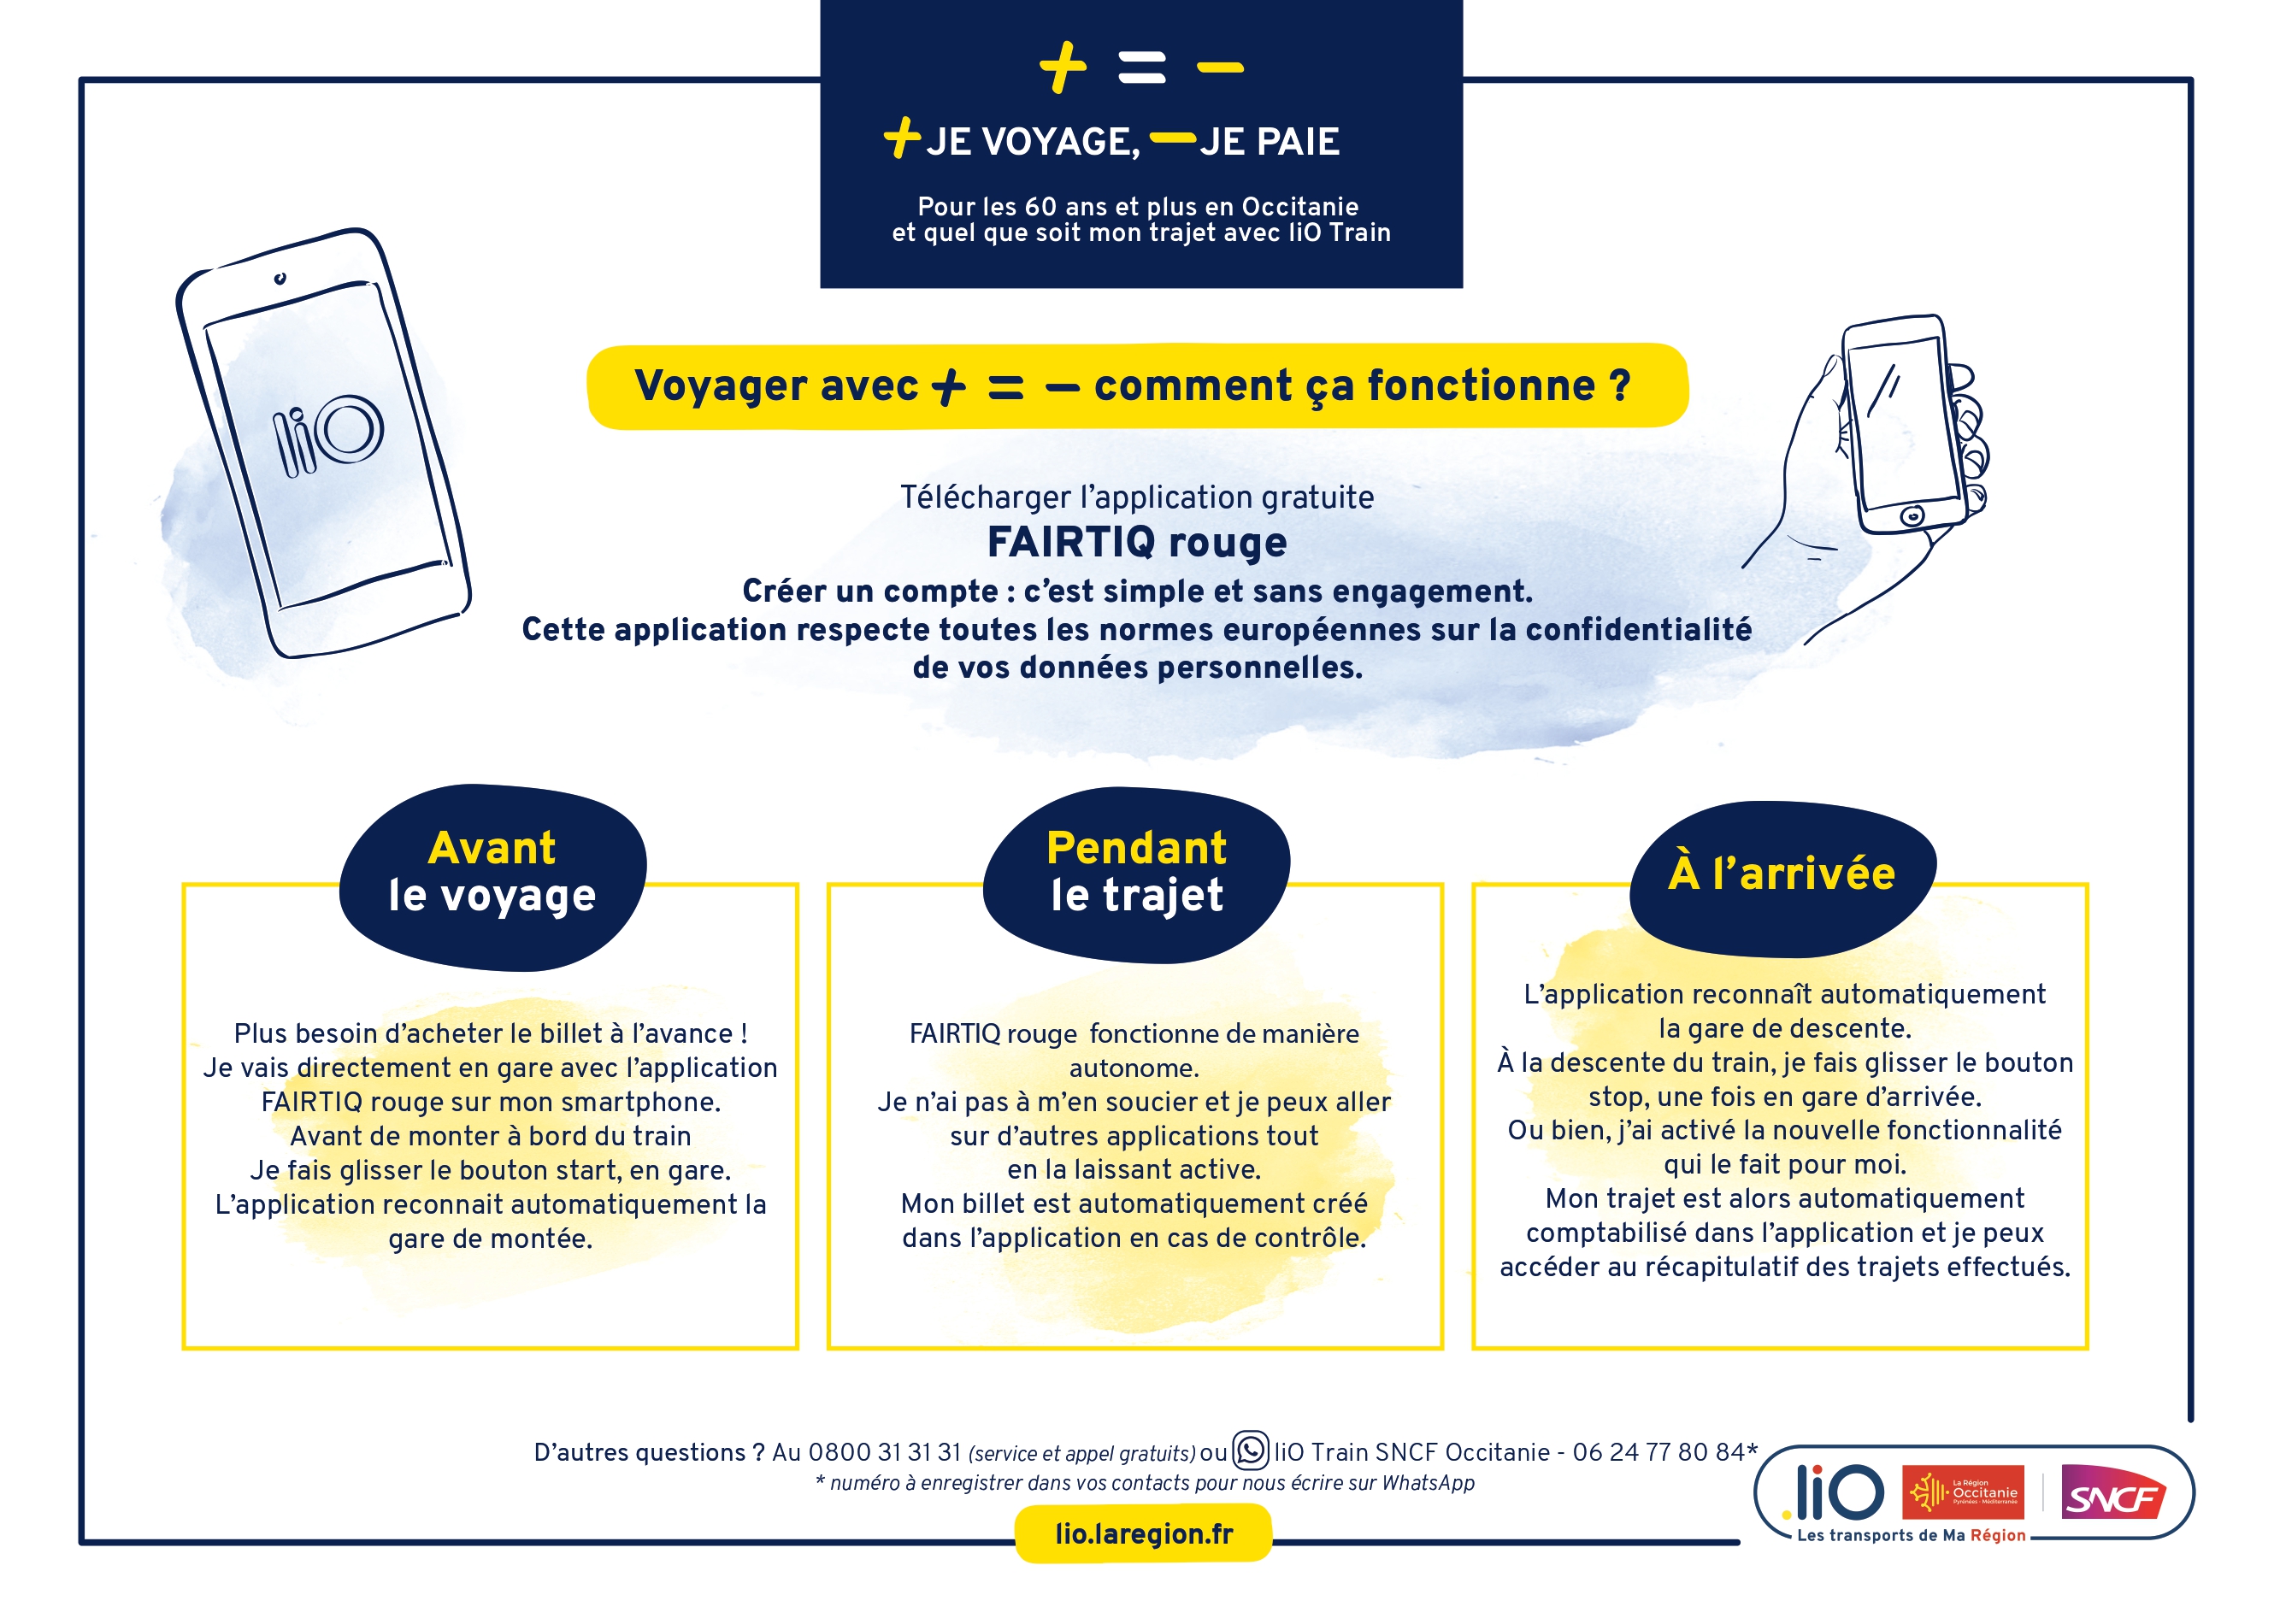 + = -
+ JE VOYAGE, - JE PAIE
Pour les 60 ans et plus en Occitanie
et quel que soit mon trajet avec liO Train
liO
Voyager avec + = - comment ça fonctionne ?
Télécharger l'application gratuite
FAIRTIQ rouge
Créer un compte : c'est simple et sans engagement.
Cette application respecte toutes les normes européennes sur la confidentialité
de vos données personnelles.
Avant
le voyage
Plus besoin d'acheter le billet à l'avance !
Je vais directement en gare avec l'application
FAIRTIQ rouge sur mon smartphone.
Avant de monter à bord du train
Je fais glisser le bouton start, en gare.
L'application reconnait automatiquement la
gare de montée.
Pendant
le trajet
FAIRTIQ rouge fonctionne de manière
autonome.
Je n'ai pas à m'en soucier et je peux aller
sur d'autres applications tout
en la laissant active.
Mon billet est automatiquement créé
dans l'application en cas de contrôle.
À l'arrivée
L'application reconnaît automatiquement
la gare de descente.
À la descente du train, je fais glisser le bouton
stop, une fois en gare d'arrivée.
Ou bien, j'ai activé la nouvelle fonctionnalité
qui le fait pour moi.
Mon trajet est alors automatiquement
comptabilisé dans l'application et je peux
accéder au récapitulatif des trajets effectués.
D'autres questions ? Au 0800 31 31 31 (service et appel gratuits) ou liO Train SNCF Occitanie - 06 24 77 80 84*
* numéro à enregistrer dans vos contacts pour nous écrire sur WhatsApp
lio.laregion.fr
liO
La Région
Occitanie
Pyrénées - Méditerranée
SNCF
Les transports de Ma Région